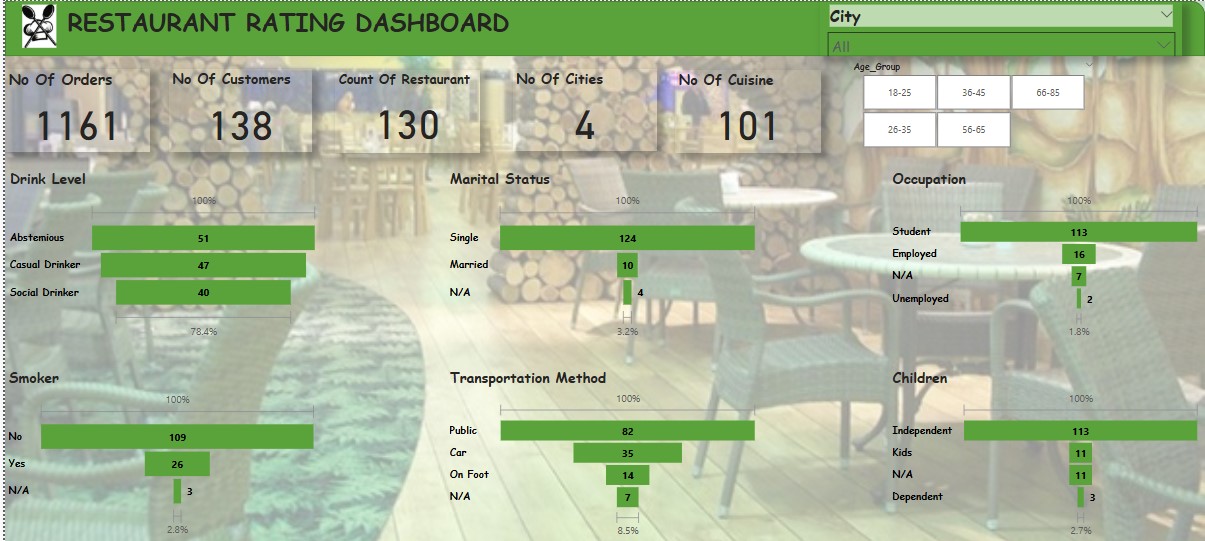 RESTAURANT RATING DASHBOARD
City
All
No Of Orders
1161
No Of Customers
138
Count Of Restaurant
130
No Of Cities
4
No Of Cuisine
101
Age_Group
18-25 36-45 66-85
26-35 56-65
Drink Level
100%
Abstemious 51
Casual Drinker 47
Social Drinker 40
78.4%
Marital Status
100%
Single 124
Married 10
N/A 4
3.2%
Occupation
100%
Student 113
Employed 16
N/A 7
Unemployed 2
1.8%
Smoker
100%
No 109
Yes 26
N/A 3
2.8%
Transportation Method
100%
Public 82
Car 35
On Foot 14
N/A 7
8.5%
Children
100%
Independent 113
Kids 11
N/A 11
Dependent 3
2.7%